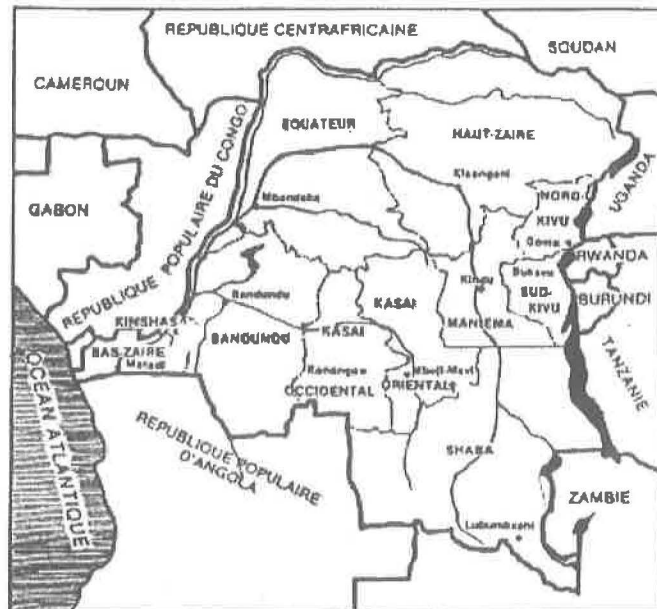 REPUBLIQUE CENTRAFRICAINE
SOUDAN
CAMEROUN
EQUATEUR
HAUT-ZAIRE
UGANDA
REPUBLIQUE POPULAIRE DU CONGO
Kisangani
Mbandaka
NORD
KIVU
GABON
Goma
RWANDA
Bukavu
Kindu
SUD-
KIVU
BURUNDI
Bandundu
KASAI
MANIEMA
KINSHAS
BANDUNDU
KASAI
BAS-ZAIRE
Matadi
Kananga
Mbuji-Mayi
OCCIDENTAL
ORIENTAL
TANZANIE
OCEAN ATLANTIQUE
REPUBLIQUE POPULAIRE
D'ANGOLA
SHABA
ZAMBIE
Lubumbashi